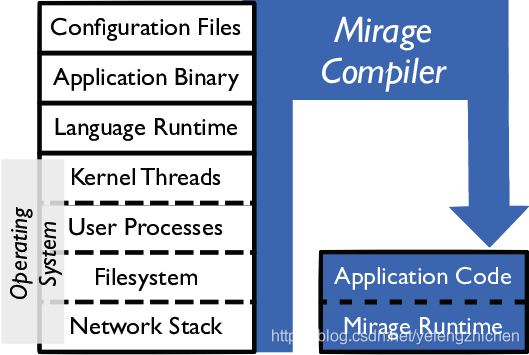 Configuration Files
Application Binary
Language Runtime
Kernel Threads
User Processes
Filesystem
Network Stack
Operating
System
Mirage
Compiler
Application Code
Mirage Runtime
https://blog.csdn.net/yelengzhichen